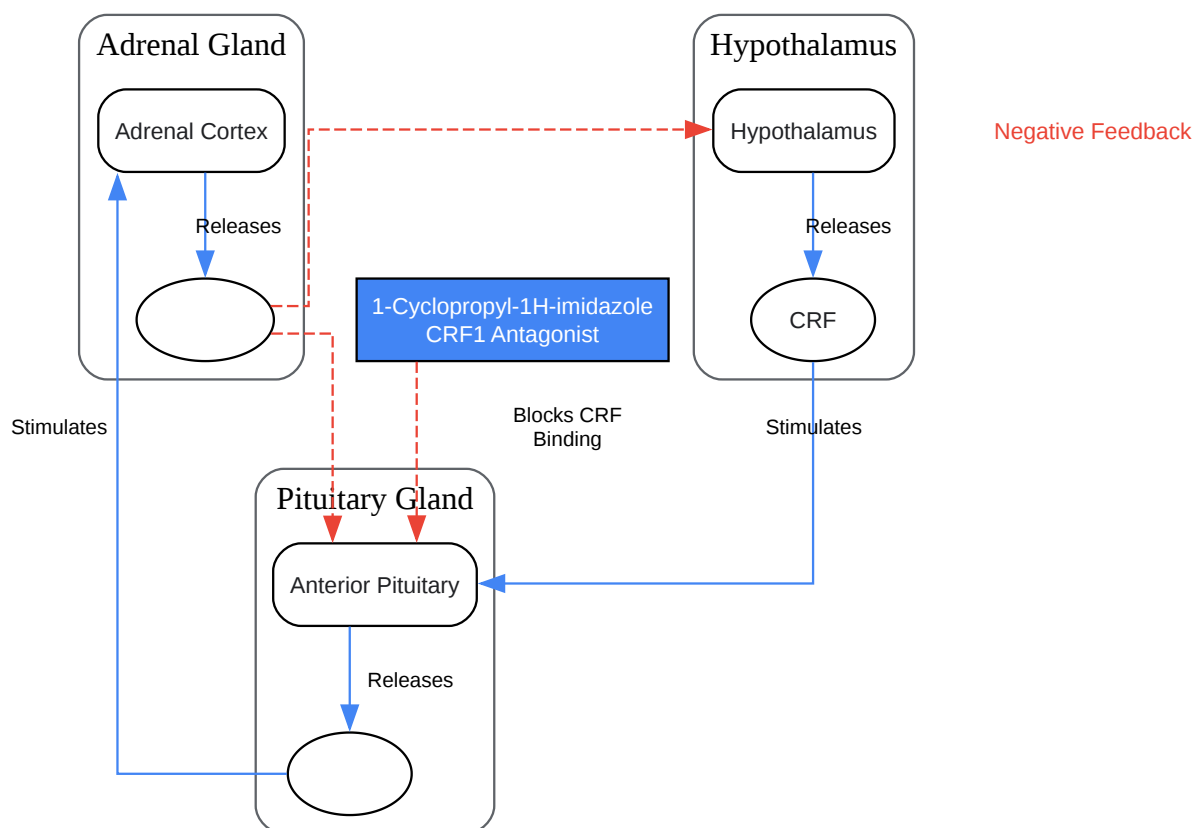 Adrenal Gland
Hypothalamus
Adrenal Cortex
Hypothalamus
Negative Feedback
Releases
Releases
1-Cyclopropyl-1H-imidazole
CRF1 Antagonist
CRF
Stimulates
Blocks CRF
Binding
Stimulates
Pituitary Gland
Anterior Pituitary
Releases